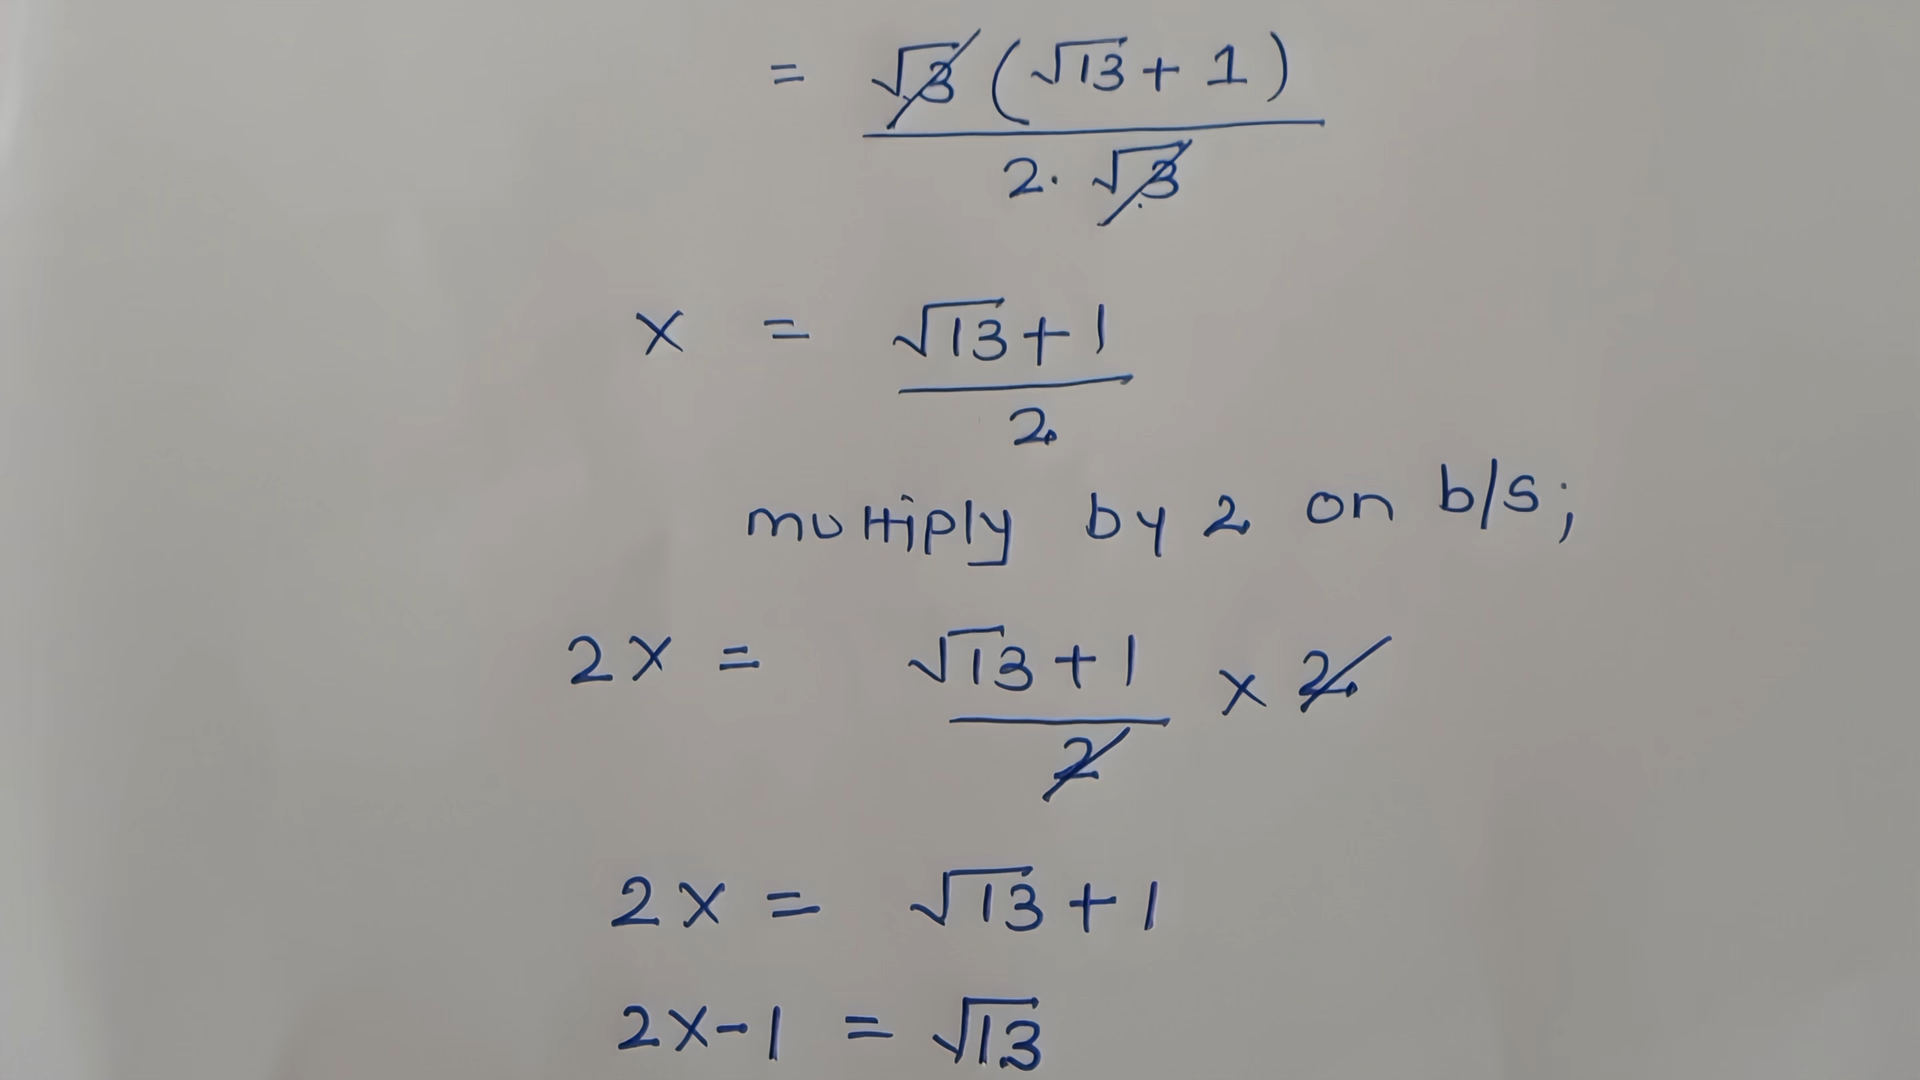 = √3 (√13 + 1) / 2. √3
x = √13 + 1 / 2
multiply by 2 on b/s;
2x = √13 + 1 / 2 × 2
2x = √13 + 1
2x - 1 = √13